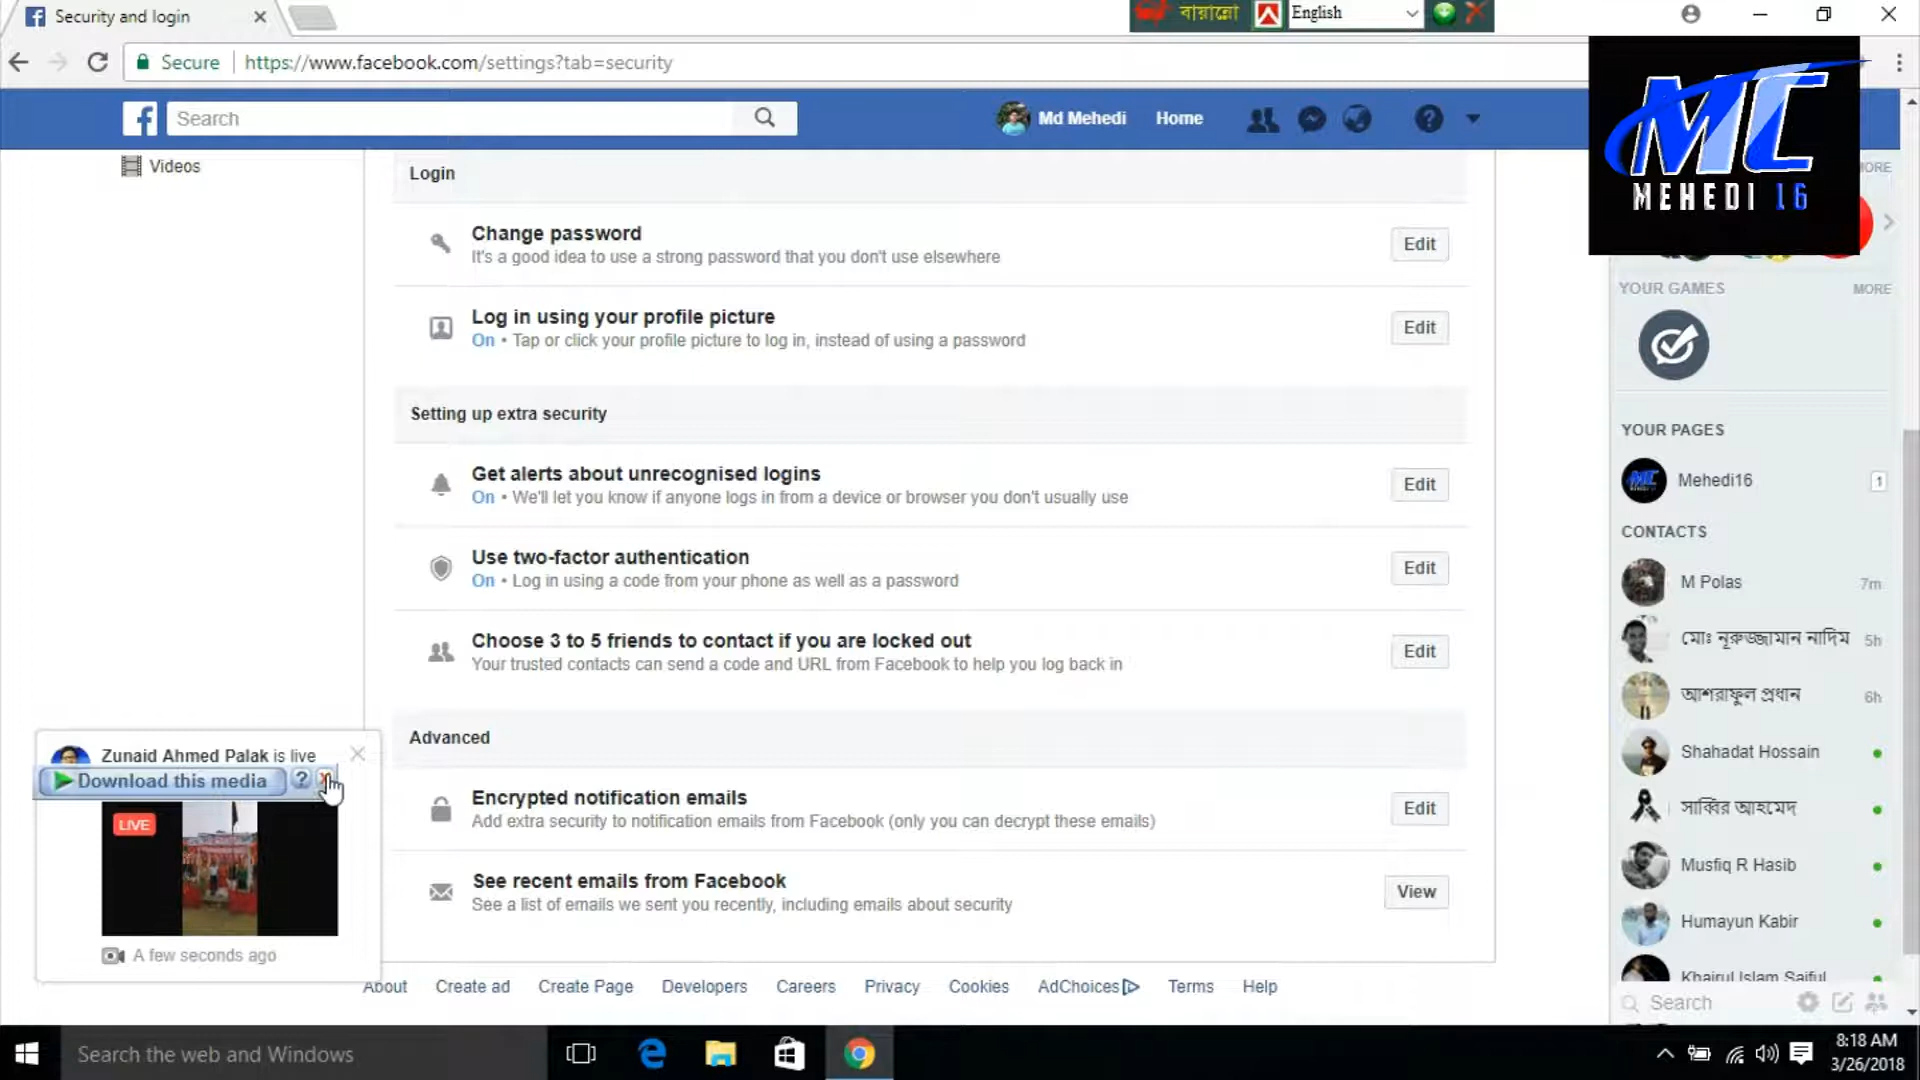 Security and login
বায়ান্নো
English
Secure
https://www.facebook.com/settings?tab=security
Search
Md Mehedi
Home
MC
MEHEDI 16
Videos
Login
Change password
It's a good idea to use a strong password that you don't use elsewhere
Edit
Log in using your profile picture
On • Tap or click your profile picture to log in, instead of using a password
Edit
Setting up extra security
Get alerts about unrecognised logins
On • We'll let you know if anyone logs in from a device or browser you don't usually use
Edit
Use two-factor authentication
On • Log in using a code from your phone as well as a password
Edit
Choose 3 to 5 friends to contact if you are locked out
Your trusted contacts can send a code and URL from Facebook to help you log back in
Edit
Advanced
Encrypted notification emails
Add extra security to notification emails from Facebook (only you can decrypt these emails)
Edit
See recent emails from Facebook
See a list of emails we sent you recently, including emails about security
View
Zunaid Ahmed Palak is live
Download this media
LIVE
A few seconds ago
About Create ad Create Page Developers Careers Privacy Cookies AdChoices Terms Help
YOUR GAMES
MORE
YOUR PAGES
Mehedi16
1
CONTACTS
M Polas 7m
মোঃ নূরুজ্জামান নাদিম 5h
আশরাফুল প্রধান 6h
Shahadat Hossain
সাব্বির আহমেদ
Musfiq R Hasib
Humayun Kabir
Khairul Islam Saiful
Search
Search the web and Windows
8:18 AM
3/26/2018